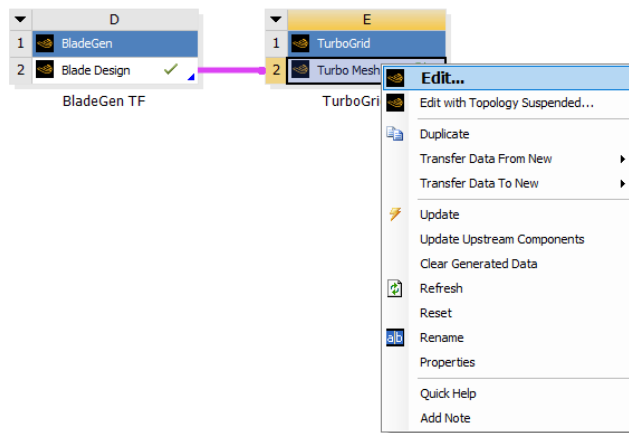 D
1 BladeGen
2 Blade Design
BladeGen TF
E
1 TurboGrid
2 Turbo Mesh
Edit...
Edit with Topology Suspended...
Duplicate
Transfer Data From New
Transfer Data To New
Update
Update Upstream Components
Clear Generated Data
Refresh
Reset
ab Rename
Properties
Quick Help
Add Note